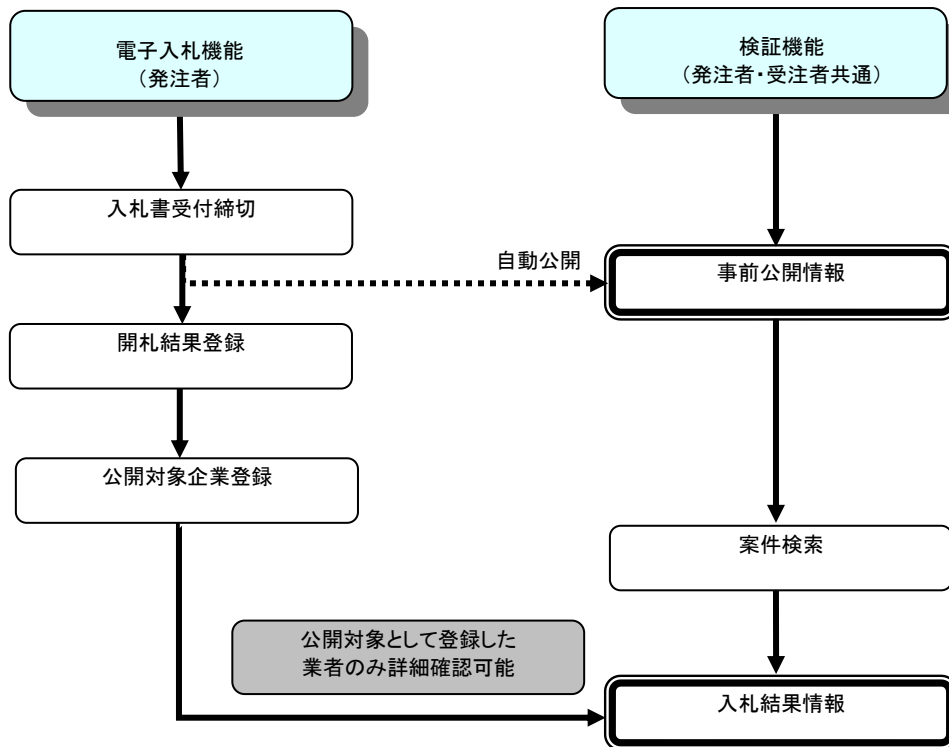 電子入札機能
（発注者）
検証機能
（発注者・受注者共通）
入札書受付締切
自動公開
事前公開情報
開札結果登録
公開対象企業登録
案件検索
公開対象として登録した
業者のみ詳細確認可能
入札結果情報